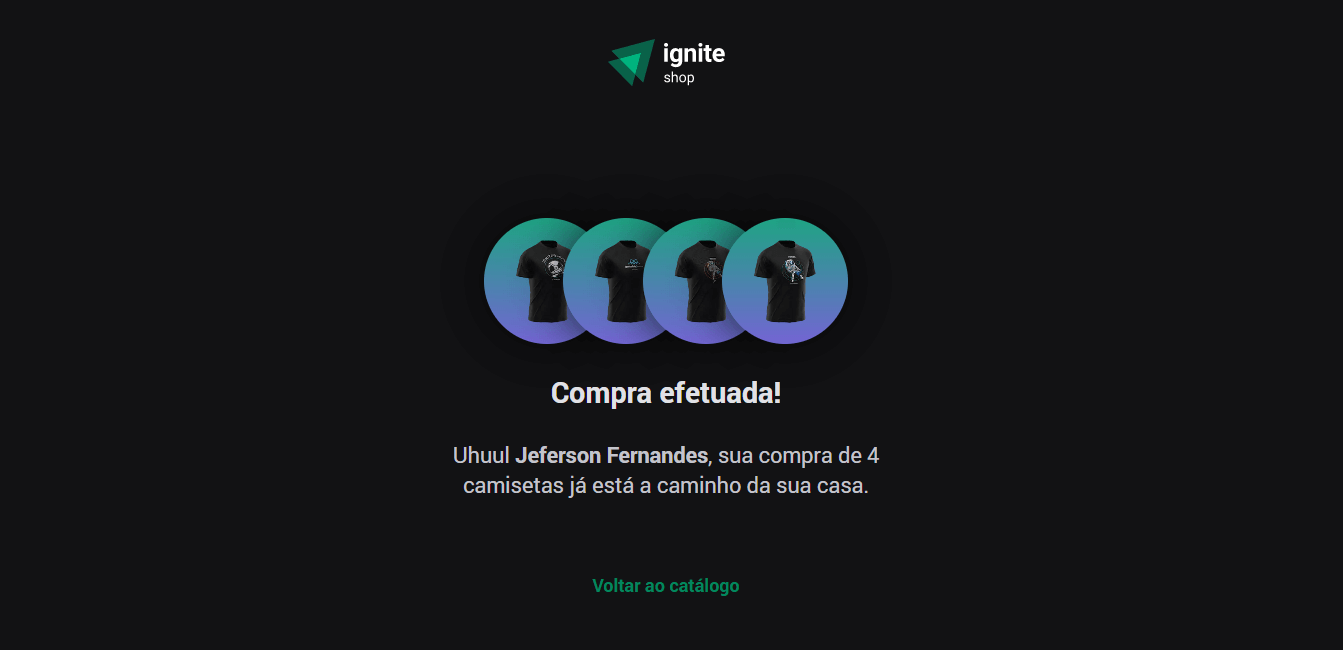 ignite
shop
Compra efetuada!
Uhuul Jeferson Fernandes, sua compra de 4
camisetas já está a caminho da sua casa.
Voltar ao catálogo